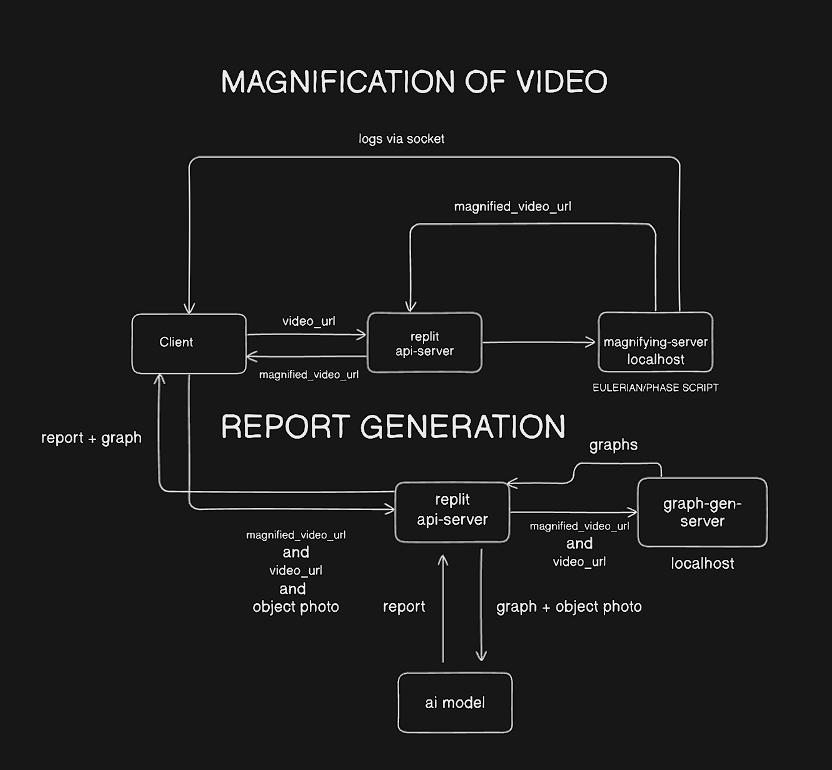 MAGNIFICATION OF VIDEO
logs via socket
magnified_video_url
Client
video_url
magnified_video_url
replit
api-server
magnifying-server
localhost
EULERIAN/PHASE SCRIPT
REPORT GENERATION
report + graph
graphs
replit
api-server
graph-gen-
server
localhost
magnified_video_url
and
video_url
and
object photo
magnified_video_url
and
video_url
report
graph + object photo
ai model